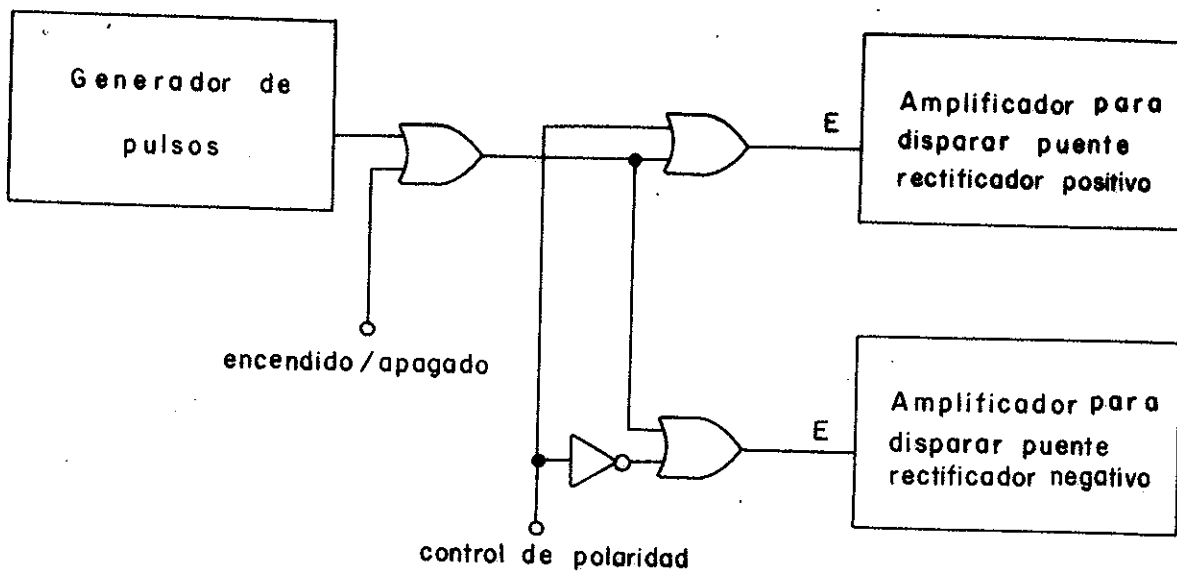 Generador de
pulsos
encendido/apagado
E
Amplificador para
disparar puente
rectificador positivo
E
Amplificador para
disparar puente
rectificador negativo
control de polaridad